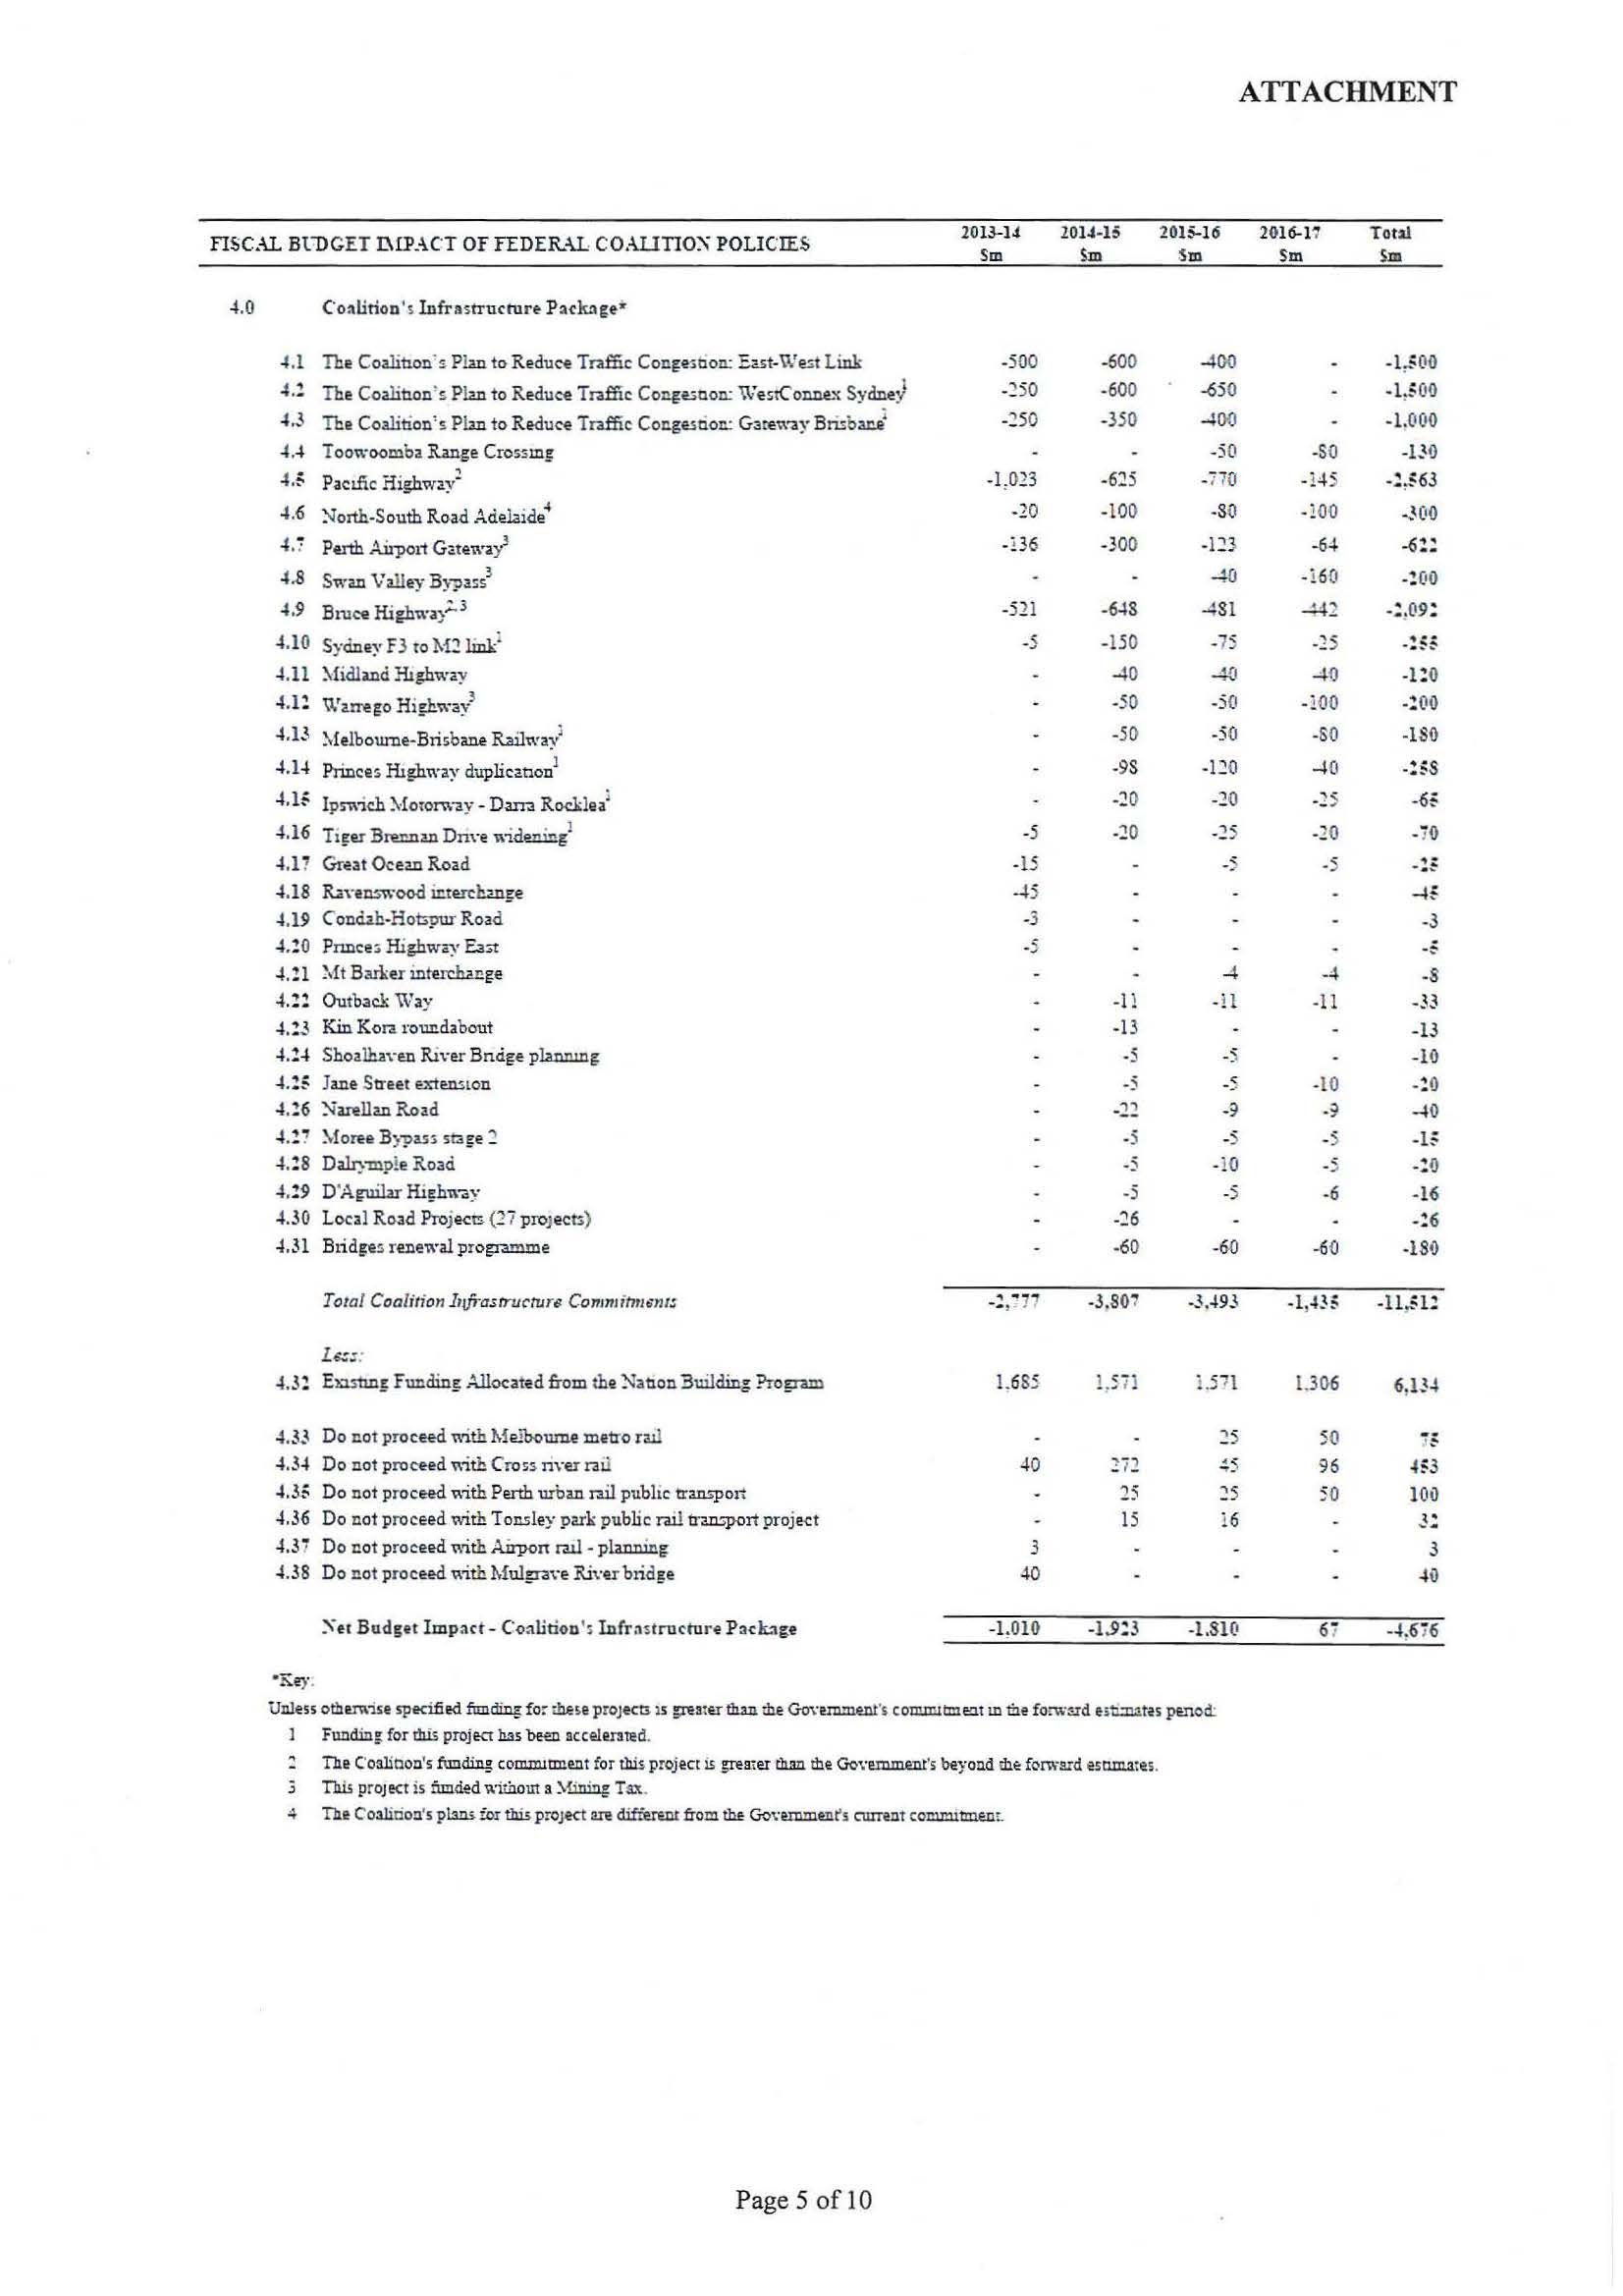 ATTACHMENT
FISCAL BUDGET IMPACT OF FEDERAL COALITION POLICIES 2013-14 2014-15 2015-16 2016-17 Total
$m $m $m $m $m
4.0 Coalition's Infrastructure Package*
4.1 The Coalition's Plan to Reduce Traffic Congestion: East-West Link -500 -600 -400 - -1,500
4.2 The Coalition's Plan to Reduce Traffic Congestion: WestConnex Sydney1 -250 -600 -650 - -1,500
4.3 The Coalition's Plan to Reduce Traffic Congestion: Gateway Brisbane1 -250 -350 -400 - -1,000
4.4 Toowoomba Range Crossing - - -50 -80 -130
4.5 Pacific Highway2 -1,023 -625 -770 -145 -2,563
4.6 North-South Road Adelaide4 -20 -100 -80 -100 -300
4.7 Perth Airport Gateway3 -136 -300 -123 -64 -622
4.8 Swan Valley Bypass3 - - -40 -160 -200
4.9 Bruce Highway2,3 -521 -648 -481 -442 -2,092
4.10 Sydney F3 to M2 link1 -5 -150 -75 -25 -255
4.11 Midland Highway - -40 -40 -40 -120
4.12 Warrego Highway3 - -50 -50 -100 -200
4.13 Melbourne-Brisbane Railway1 - -50 -50 -80 -180
4.14 Princes Highway duplication1 - -98 -120 -40 -258
4.15 Ipswich Motorway - Darra Rocklea1 - -20 -20 -25 -65
4.16 Tiger Brennan Drive widening1 -5 -20 -25 -20 -70
4.17 Great Ocean Road -15 - -5 -5 -25
4.18 Ravenswood interchange -45 - - - -45
4.19 Condah-Hotspur Road -3 - - - -3
4.20 Princes Highway East -5 - - - -5
4.21 Mt Barker interchange - - -4 -4 -8
4.22 Outback Way - -11 -11 -11 -33
4.23 Kin Kora roundabout - -13 - - -13
4.24 Shoalhaven River Bridge planning - -5 -5 - -10
4.25 Jane Street extension - -5 -5 -10 -20
4.26 Narellan Road - -22 -9 -9 -40
4.27 Moree Bypass stage 2 - -5 -5 -5 -15
4.28 Dalrymple Road - -5 -10 -5 -20
4.29 D'Aguilar Highway - -5 -5 -6 -16
4.30 Local Road Projects (27 projects) - -26 - - -26
4.31 Bridges renewal programme - -60 -60 -60 -180
Total Coalition Infrastructure Commitments -2,777 -3,807 -3,493 -1,435 -11,512
Less:
4.32 Existing Funding Allocated from the Nation Building Program 1,685 1,571 1,571 1,306 6,134
4.33 Do not proceed with Melbourne metro rail - - 25 50 75
4.34 Do not proceed with Cross river rail 40 272 45 96 453
4.35 Do not proceed with Perth urban rail public transport - 25 25 50 100
4.36 Do not proceed with Tonsley park public rail transport project - 15 16 - 32
4.37 Do not proceed with Airport rail - planning 3 - - - 3
4.38 Do not proceed with Mulgrave River bridge 40 - - - 40
Net Budget Impact - Coalition's Infrastructure Package -1,010 -1,923 -1,810 67 -4,676
*Key:
Unless otherwise specified funding for these projects is greater than the Government's commitment in the forward estimates period:
1 Funding for this project has been accelerated.
2 The Coalition's funding commitment for this project is greater than the Government's beyond the forward estimates.
3 This project is funded without a Mining Tax.
4 The Coalition's plans for this project are different from the Government's current commitment.
Page 5 of 10